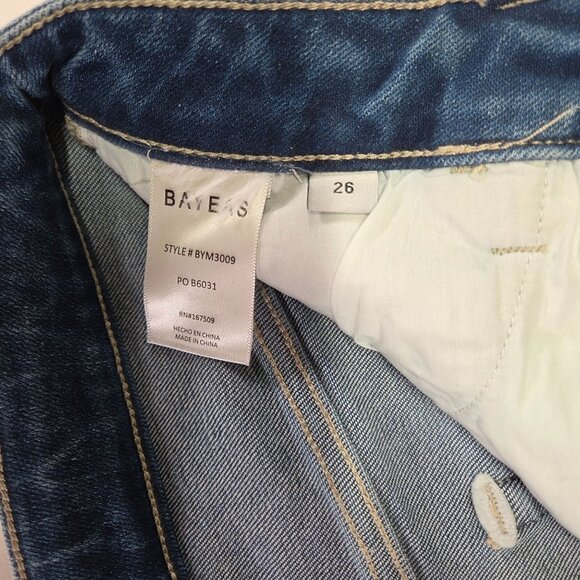 BAYEAS
STYLE # BYM3009
PO B6031
RN#167509
HECHO EN CHINA
MADE IN CHINA
26